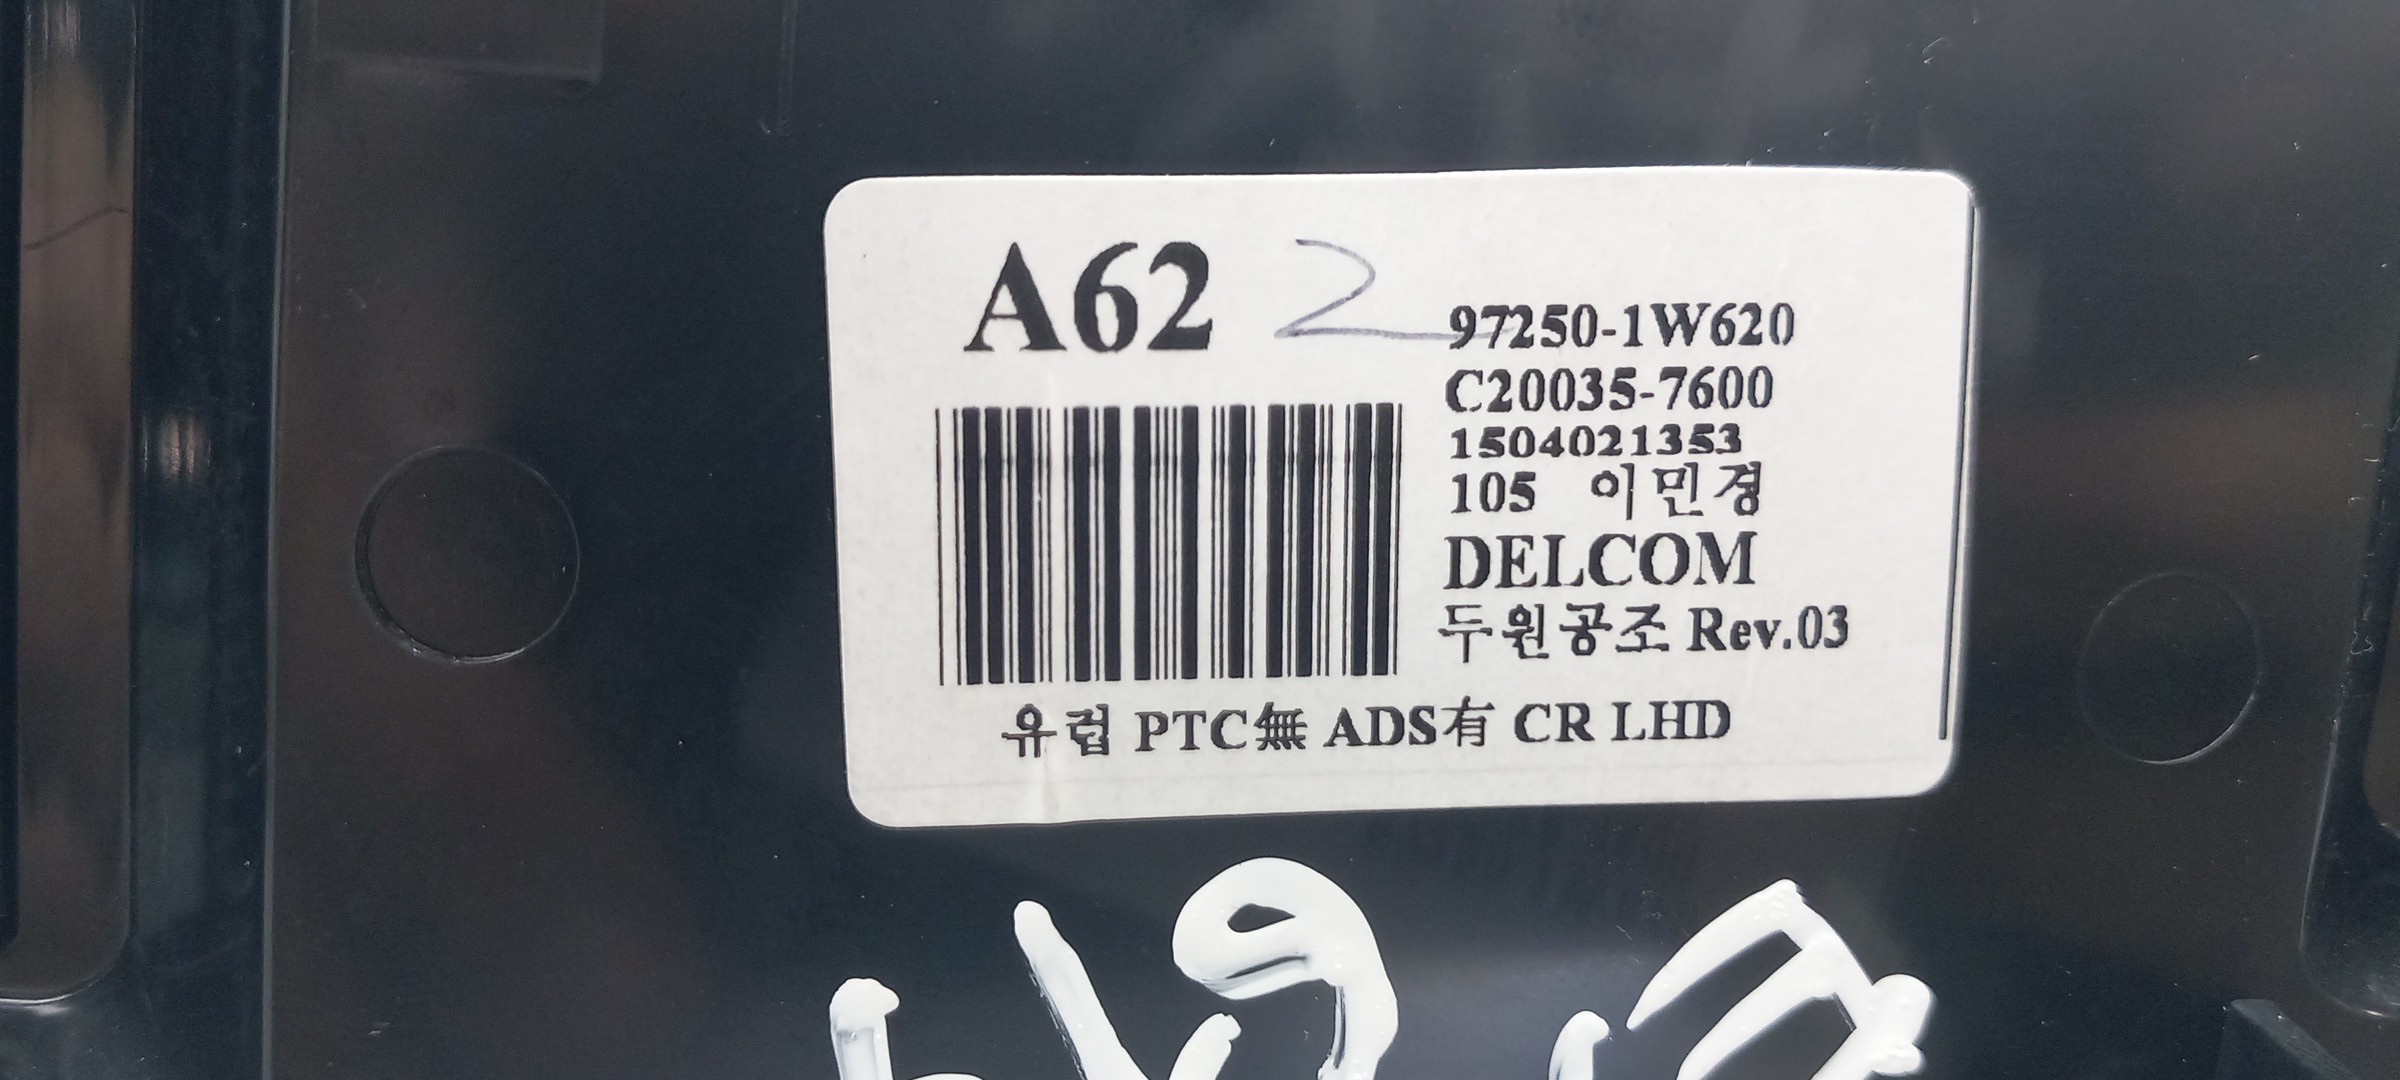 A62 2
97250-1W620
C20035-7600
1504021353
105 이민경
DELCOM
두원공조 Rev.03
유럽 PTC無 ADS有 CR LHD